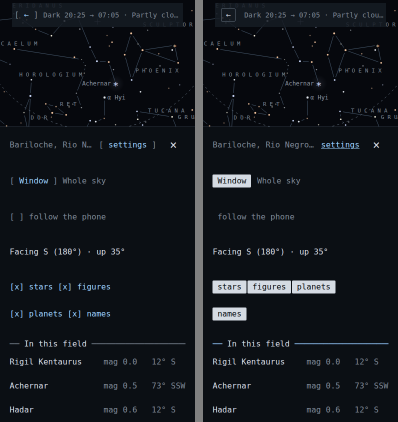 [ ← ] Dark 20:25 → 07:05 · Partly clou…
CAELUM
HOROLOGIUM
PHOENIX
Achernar
α Hyi
RET
TUCANA
DOR
GRU
Bariloche, Rio N… [ settings ] ×
[ Window ] Whole sky
[ ] follow the phone
Facing S (180°) · up 35°
[x] stars [x] figures
[x] planets [x] names
In this field
Rigil Kentaurus mag 0.0 12° S
Achernar mag 0.5 73° SSW
Hadar mag 0.6 12° S
← Dark 20:25 → 07:05 · Partly clou…
CAELUM
HOROLOGIUM
PHOENIX
Achernar
α Hyi
RET
TUCANA
DOR
GRU
Bariloche, Rio Negro… settings ×
Window Whole sky
follow the phone
Facing S (180°) · up 35°
stars figures planets
names
In this field
Rigil Kentaurus mag 0.0 12° S
Achernar mag 0.5 73° SSW
Hadar mag 0.6 12° S